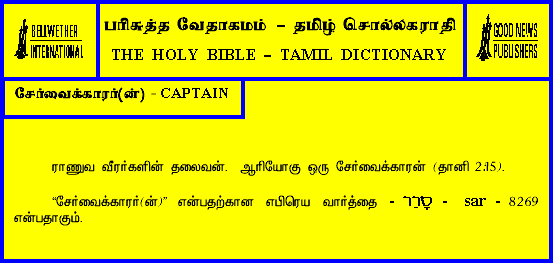 BELLWETHER
INTERNATIONAL
பரிசுத்த வேதாகமம் – தமிழ் சொல்லகராதி
THE HOLY BIBLE – TAMIL DICTIONARY
GOOD NEWS
PUBLISHERS
சேர்வைக்காரர்(ன்) - CAPTAIN
ராணுவ வீரர்களின் தலைவன். ஆரியோகு ஒரு சேர்வைக்காரன் (தானி 2:15).
“சேர்வைக்காரர்(ன்)” என்பதற்கான எபிரெய வார்த்தை - - sar - 8269
என்பதாகும்.